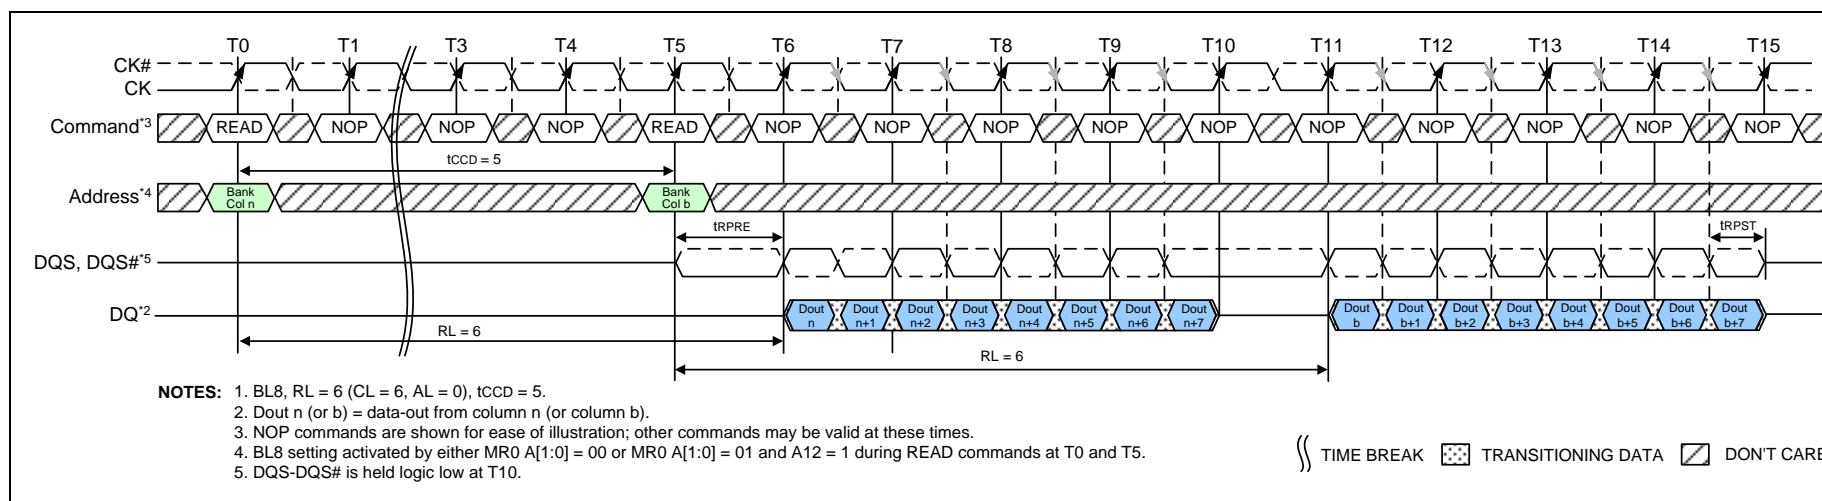 T0 T1 T3 T4 T5 T6 T7 T8 T9 T10 T11 T12 T13 T14 T15
CK#
CK
Command*3 READ NOP NOP NOP READ NOP NOP NOP NOP NOP NOP NOP NOP NOP NOP
tCCD = 5
Address*4 Bank Col n Bank Col b
tRPRE tRPST
DQS, DQS#*5
DQ*2 Dout n Dout n+1 Dout n+2 Dout n+3 Dout n+4 Dout n+5 Dout n+6 Dout n+7 Dout b Dout b+1 Dout b+2 Dout b+3 Dout b+4 Dout b+5 Dout b+6 Dout b+7
RL = 6
RL = 6
NOTES: 1. BL8, RL = 6 (CL = 6, AL = 0), tCCD = 5.
2. Dout n (or b) = data-out from column n (or column b).
3. NOP commands are shown for ease of illustration; other commands may be valid at these times.
4. BL8 setting activated by either MR0 A[1:0] = 00 or MR0 A[1:0] = 01 and A12 = 1 during READ commands at T0 and T5.
5. DQS-DQS# is held logic low at T10.
TIME BREAK TRANSITIONING DATA DON'T CARE